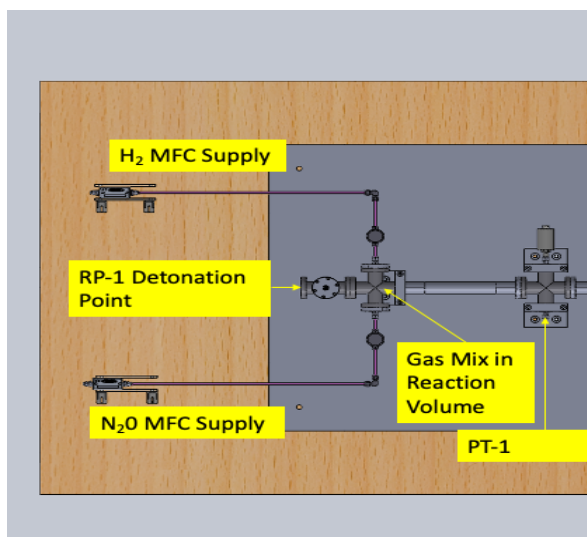 H₂ MFC Supply
RP-1 Detonation
Point
Gas Mix in
Reaction
Volume
N₂0 MFC Supply
PT-1